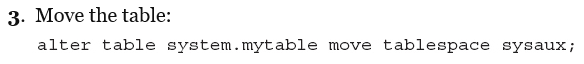 3. Move the table:
alter table system.mytable move tablespace sysaux;